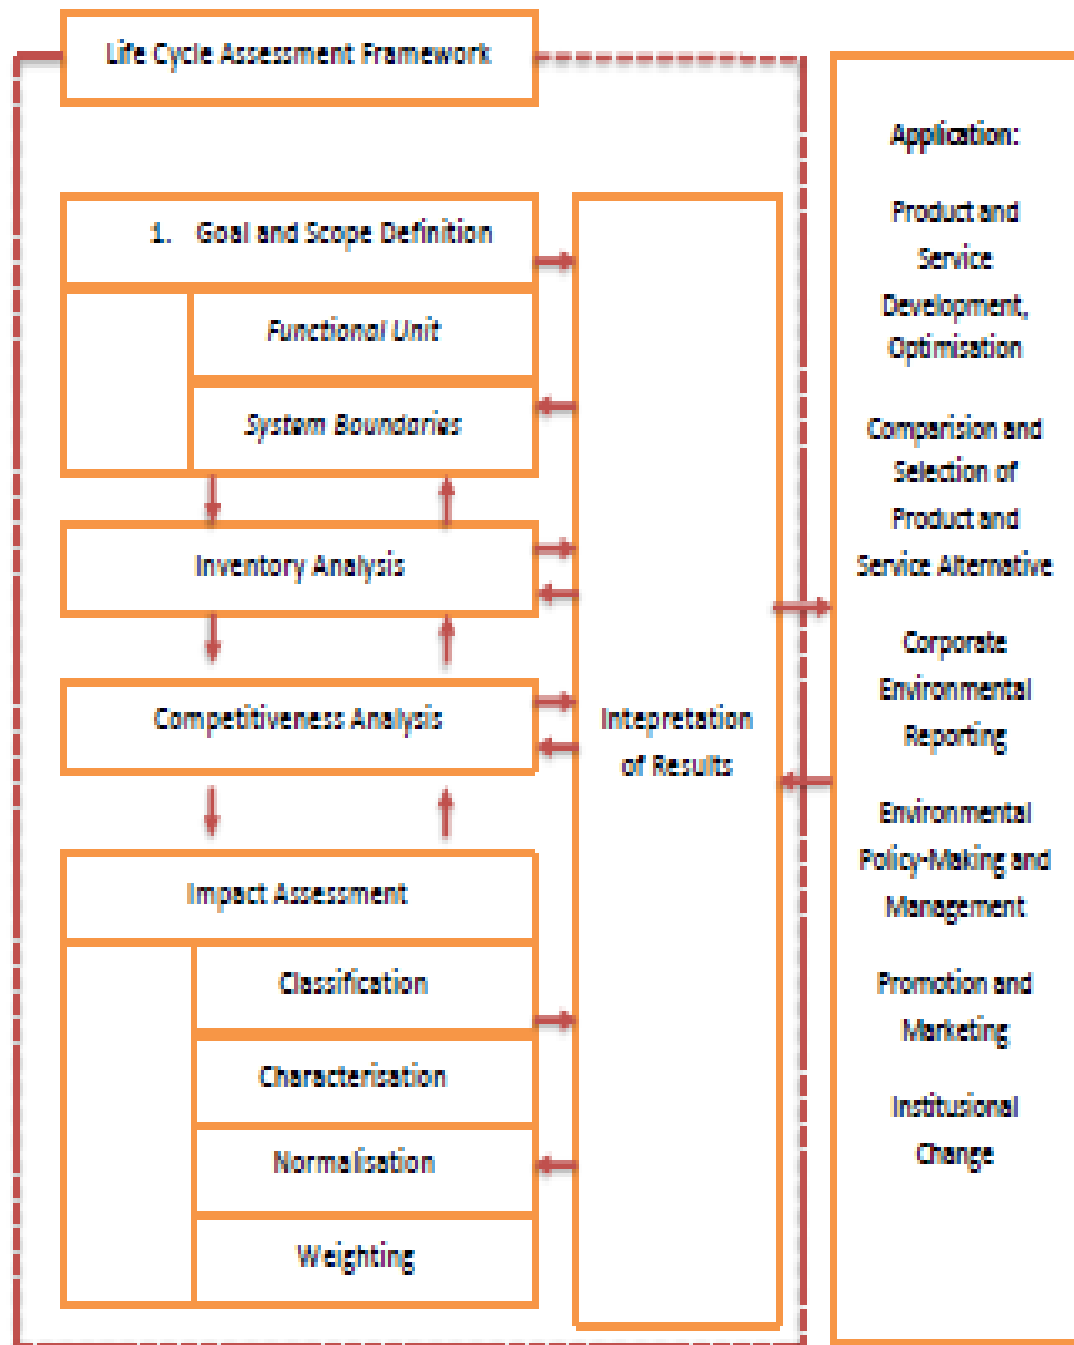 Life Cycle Assessment Framework
1. Goal and Scope Definition
Functional Unit
System Boundaries
Inventory Analysis
Competitiveness Analysis
Impact Assessment
Classification
Characterisation
Normalisation
Weighting
Intepretation
of Results
Application:
Product and
Service
Development,
Optimisation
Comparision and
Selection of
Product and
Service Alternative
Corporate
Environmental
Reporting
Environmental
Policy-Making and
Management
Promotion and
Marketing
Institusional
Change